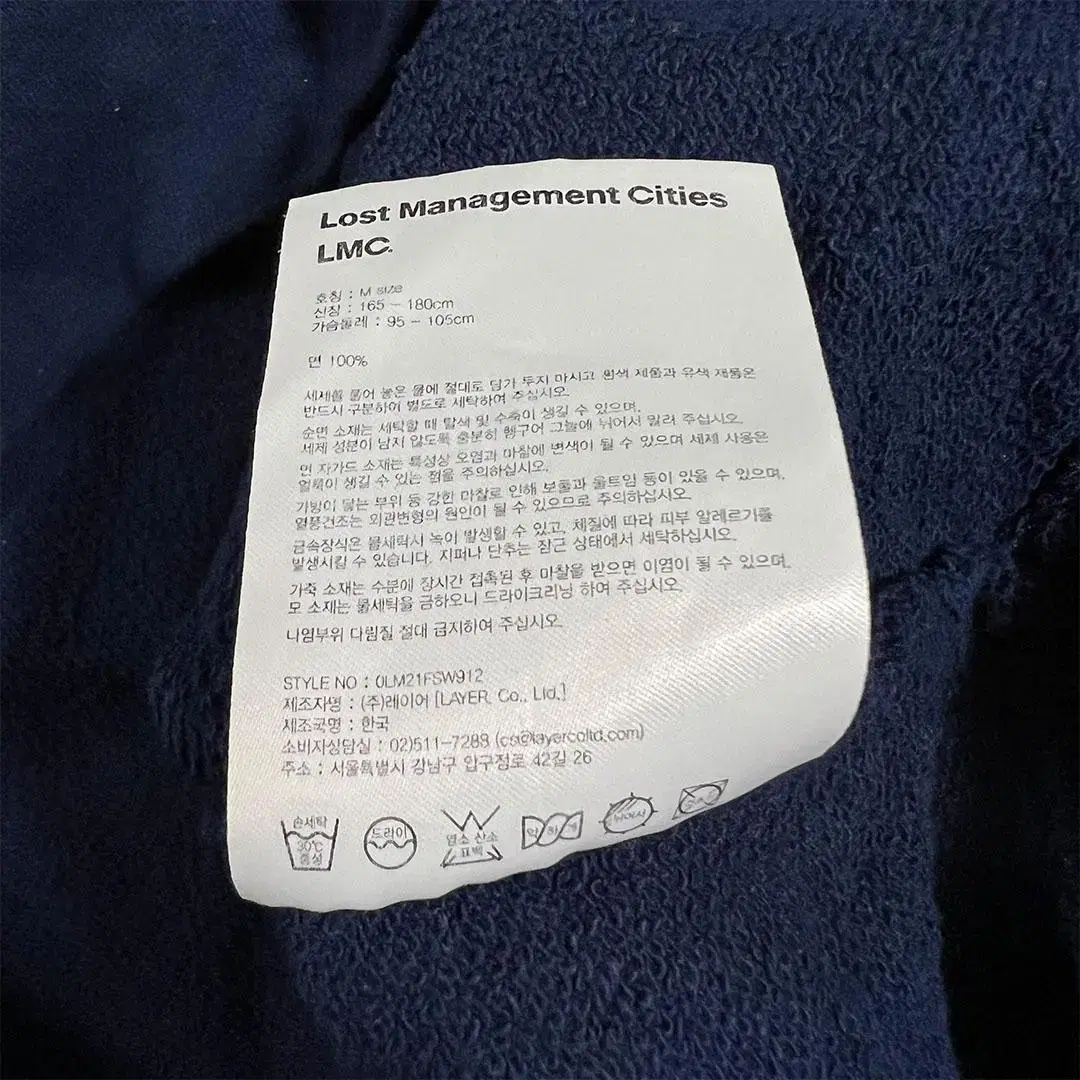 Lost Management Cities
LMC.
호칭 : M size
신장 : 165 - 180cm
가슴둘레 : 95 - 105cm
면 100%
세제를 풀어 놓은 물에 절대로 담가 두지 마시고 흰색 제품과 유색 제품은
반드시 구분하여 별도로 세탁하여 주십시오.
순면 소재는 세탁할 때 탈색 및 수축이 생길 수 있으며,
세제 성분이 남지 않도록 충분히 헹구어 그늘에 뉘어서 말려 주십시오.
면 자가드 소재는 특성상 오염과 마찰에 변색이 될 수 있으며 세제 사용은
얼룩이 생길 수 있는 점을 주의하십시오.
가방이 닿는 부위 등 강한 마찰로 인해 보풀과 올트임 등이 있을 수 있으며,
열풍건조는 외관변형의 원인이 될 수 있으므로 주의하십시오.
금속장식은 물세탁시 녹이 발생할 수 있고, 체질에 따라 피부 알레르기를
발생시킬 수 있습니다. 지퍼나 단추는 잠근 상태에서 세탁하십시오.
가죽 소재는 수분에 장시간 접촉된 후 마찰을 받으면 이염이 될 수 있으며,
모 소재는 물세탁을 금하오니 드라이크리닝 하여 주십시오.
나염부위 다림질 절대 금지하여 주십시오.
STYLE NO : 0LM21FSW912
제조자명 : (주)레이어 [LAYER. Co., Ltd.]
제조국명 : 한국
소비자상담실 : 02)511-7288 (cs@layercoltd.com)
주소 : 서울특별시 강남구 압구정로 42길 26
손세탁
30℃
중성
드라이
염소 산소
표백
약하게
뉘어서